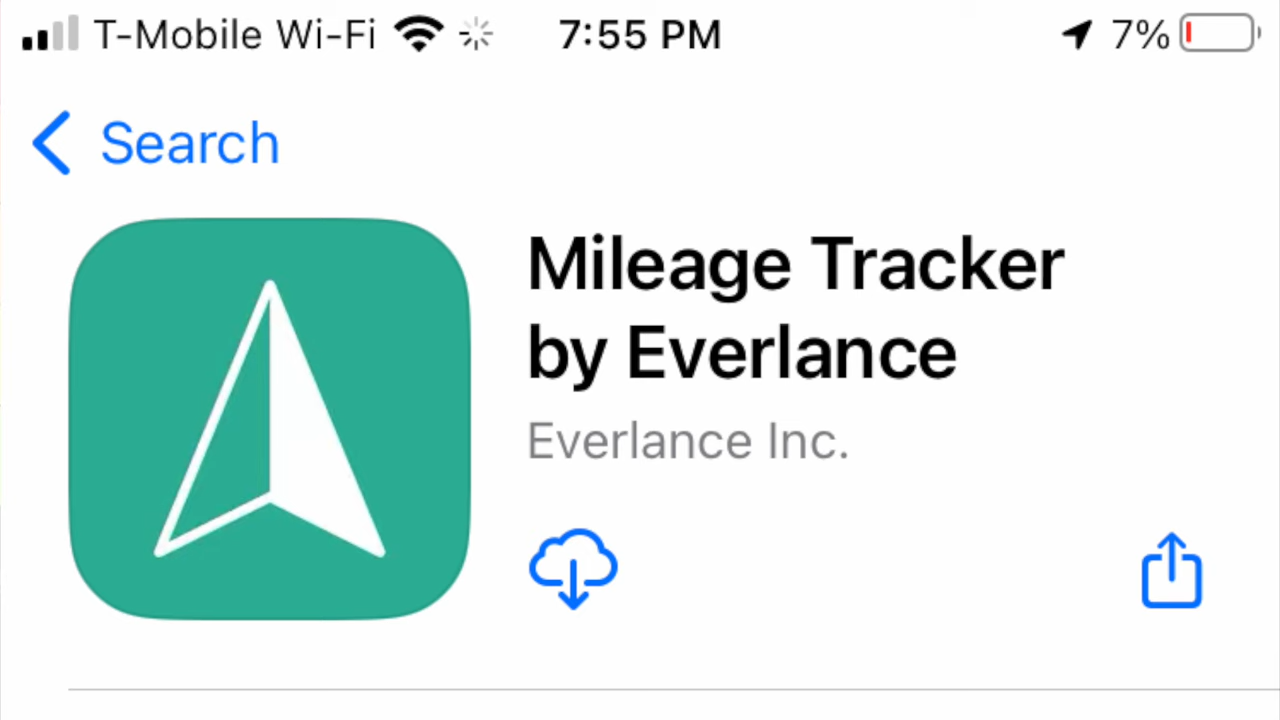 T-Mobile Wi-Fi 7:55 PM 7%
Search
Mileage Tracker
by Everlance
Everlance Inc.